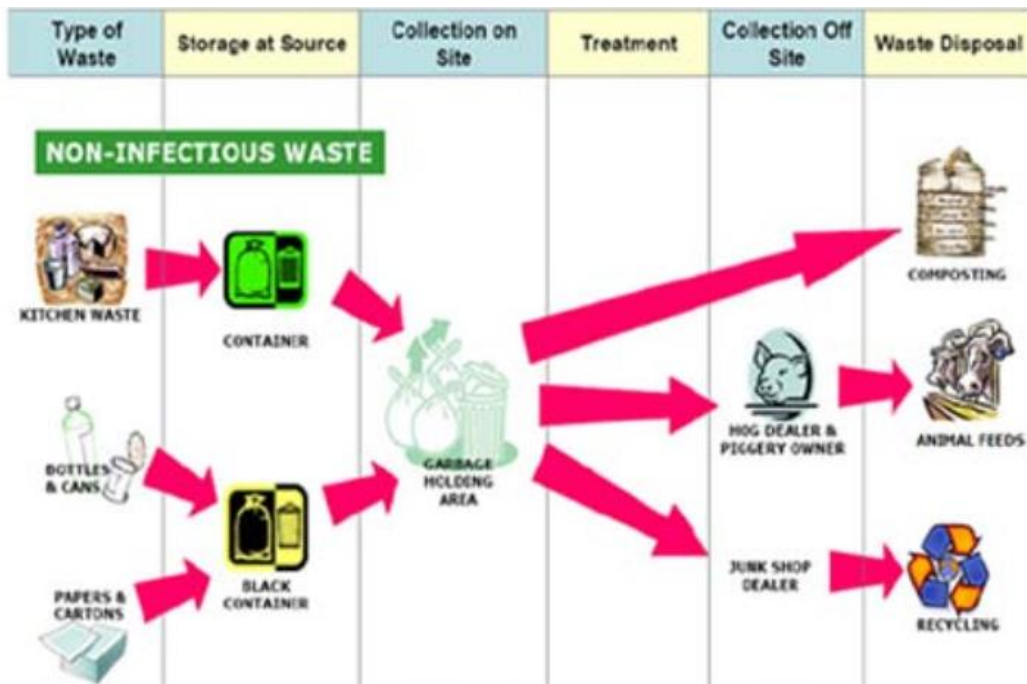 Type of
Waste
Storage at Source
Collection on
Site
Treatment
Collection Off
Site
Waste Disposal
NON-INFECTIOUS WASTE
KITCHEN WASTE
CONTAINER
COMPOSTING
BOTTLES
& CANS
GARBAGE
HOLDING
AREA
HOG DEALER &
PIGGERY OWNER
ANIMAL FEEDS
PAPERS &
CARTONS
BLACK
CONTAINER
JUNK SHOP
DEALER
RECYCLING